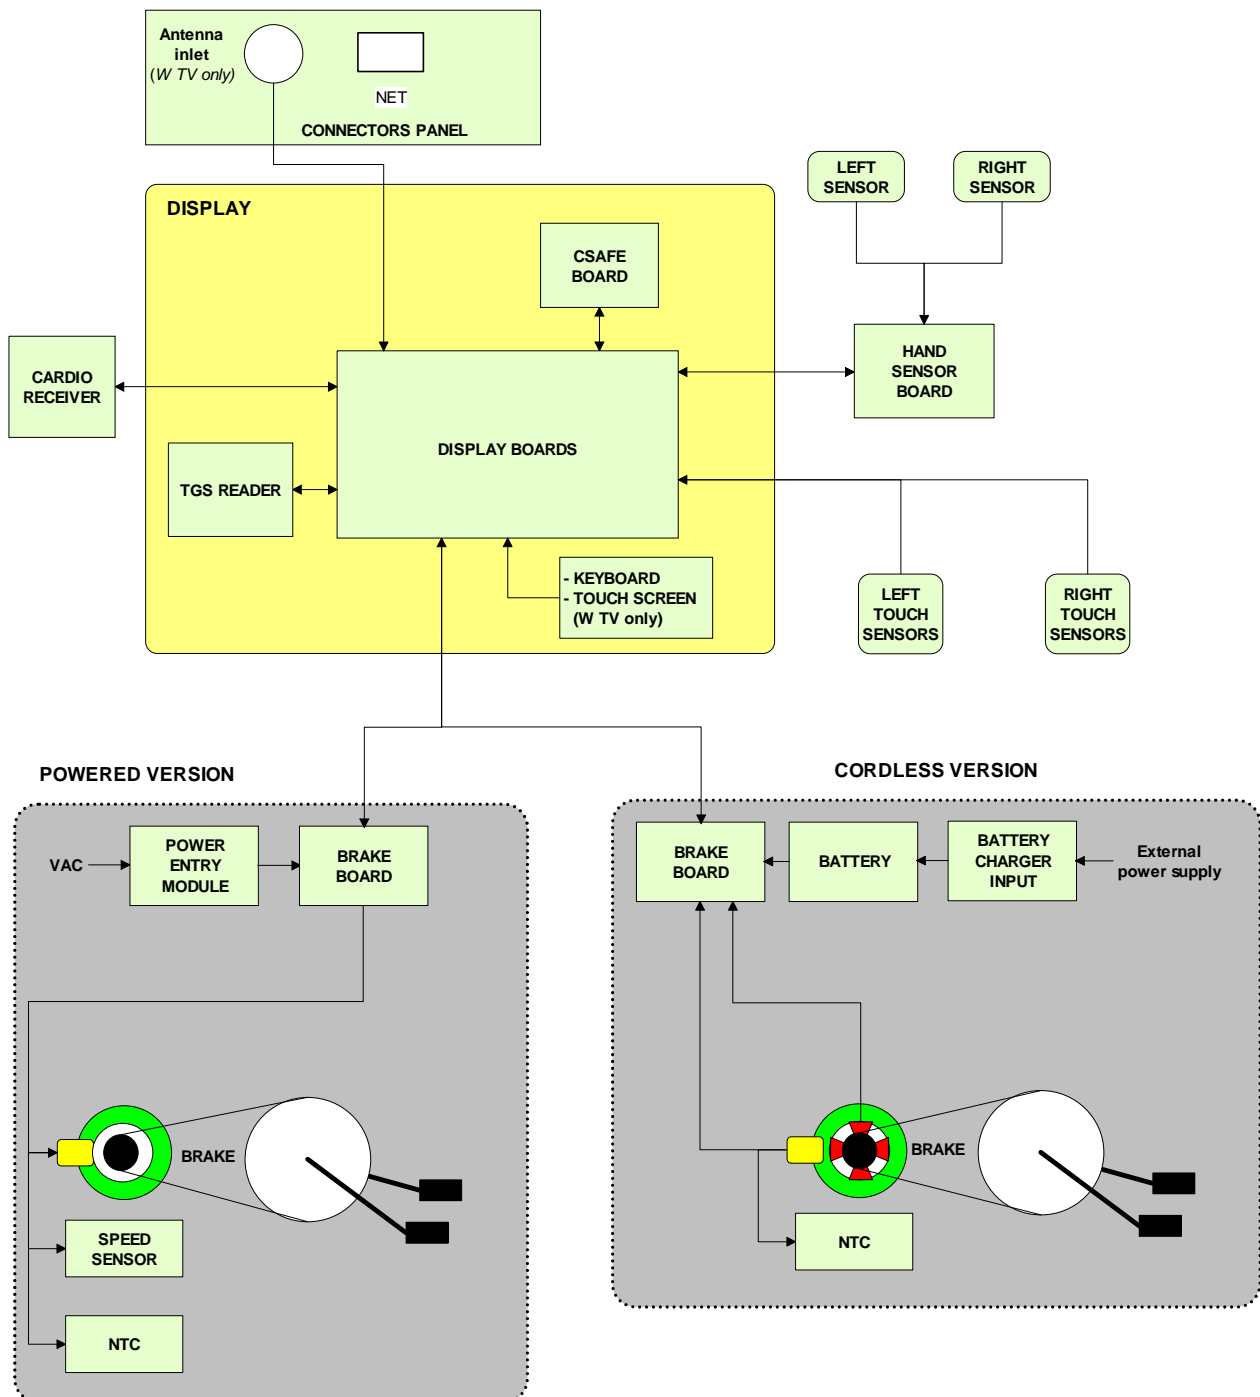 Antenna
inlet
(W TV only)
NET
CONNECTORS PANEL
LEFT
SENSOR
RIGHT
SENSOR
DISPLAY
CSAFE
BOARD
CARDIO
RECEIVER
HAND
SENSOR
BOARD
DISPLAY BOARDS
TGS READER
- KEYBOARD
- TOUCH SCREEN
(W TV only)
LEFT
TOUCH
SENSORS
RIGHT
TOUCH
SENSORS
POWERED VERSION
VAC
POWER
ENTRY
MODULE
BRAKE
BOARD
BRAKE
SPEED
SENSOR
NTC
CORDLESS VERSION
BRAKE
BOARD
BATTERY
BATTERY
CHARGER
INPUT
External
power supply
BRAKE
NTC